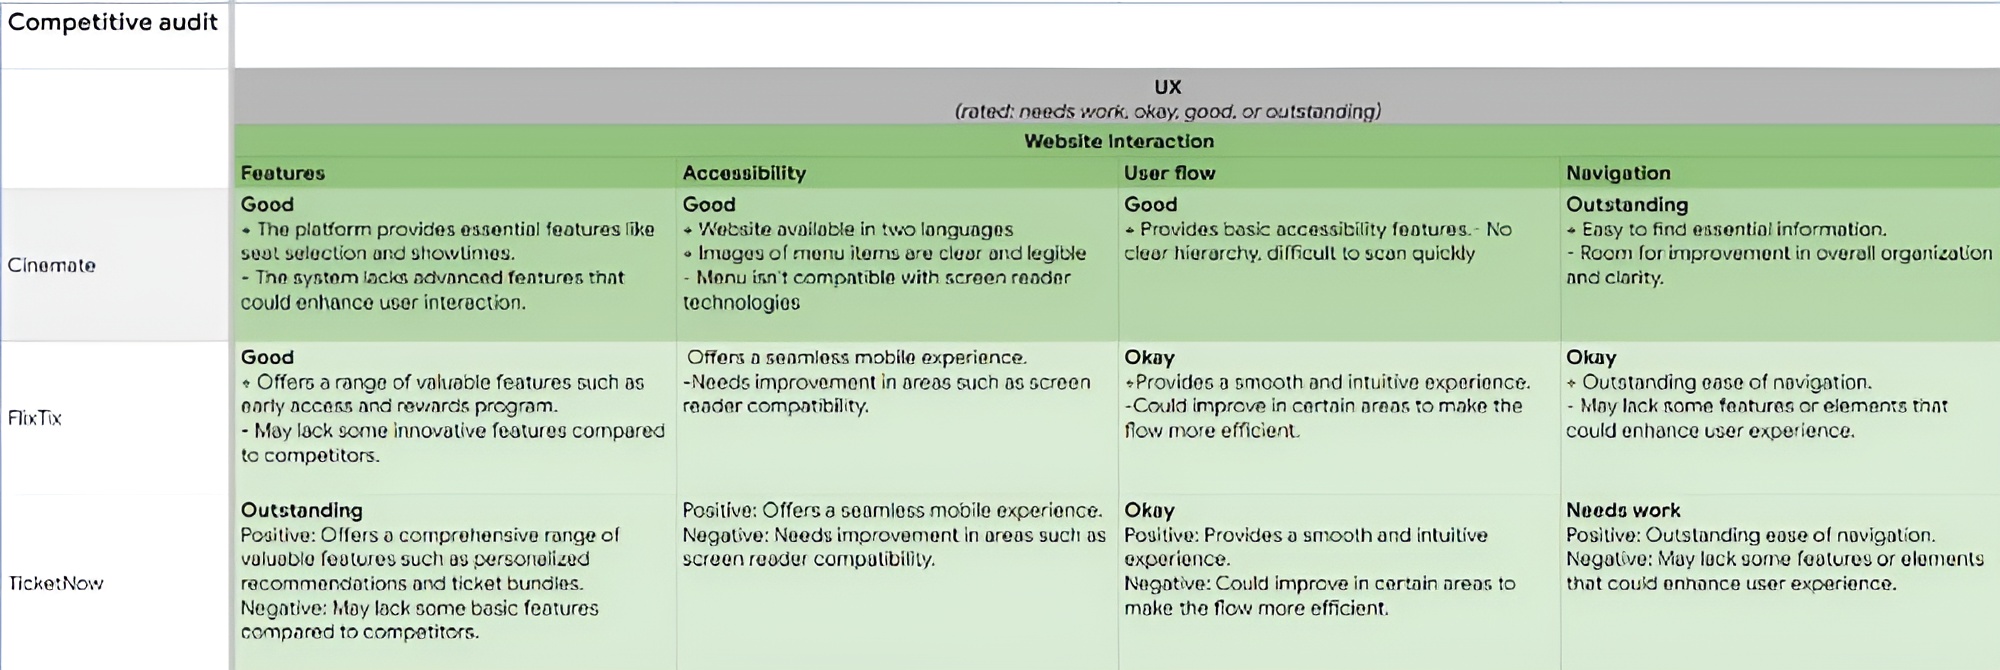 Competitive audit
UX
(rated: needs work, okay, good, or outstanding)
Website Interaction
Features
Accessibility
User flow
Navigation
Cinemate
Good
+ The platform provides essential features like
seat selection and showtimes.
- The system lacks advanced features that
could enhance user interaction.
Good
+ Website available in two languages
+ Images of menu items are clear and legible
- Menu isn't compatible with screen reader
technologies
Good
+ Provides basic accessibility features.- No
clear hierarchy, difficult to scan quickly
Outstanding
+ Easy to find essential information.
- Room for improvement in overall organization
and clarity.
FlixTix
Good
+ Offers a range of valuable features such as
early access and rewards program.
- May lack some innovative features compared
to competitors.
Offers a seamless mobile experience.
-Needs improvement in areas such as screen
reader compatibility.
Okay
+Provides a smooth and intuitive experience.
-Could improve in certain areas to make the
flow more efficient.
Okay
+ Outstanding ease of navigation.
- May lack some features or elements that
could enhance user experience.
TicketNow
Outstanding
Positive: Offers a comprehensive range of
valuable features such as personalized
recommendations and ticket bundles.
Negative: May lack some basic features
compared to competitors.
Positive: Offers a seamless mobile experience.
Negative: Needs improvement in areas such as
screen reader compatibility.
Okay
Positive: Provides a smooth and intuitive
experience.
Negative: Could improve in certain areas to
make the flow more efficient.
Needs work
Positive: Outstanding ease of navigation.
Negative: May lack some features or elements
that could enhance user experience.